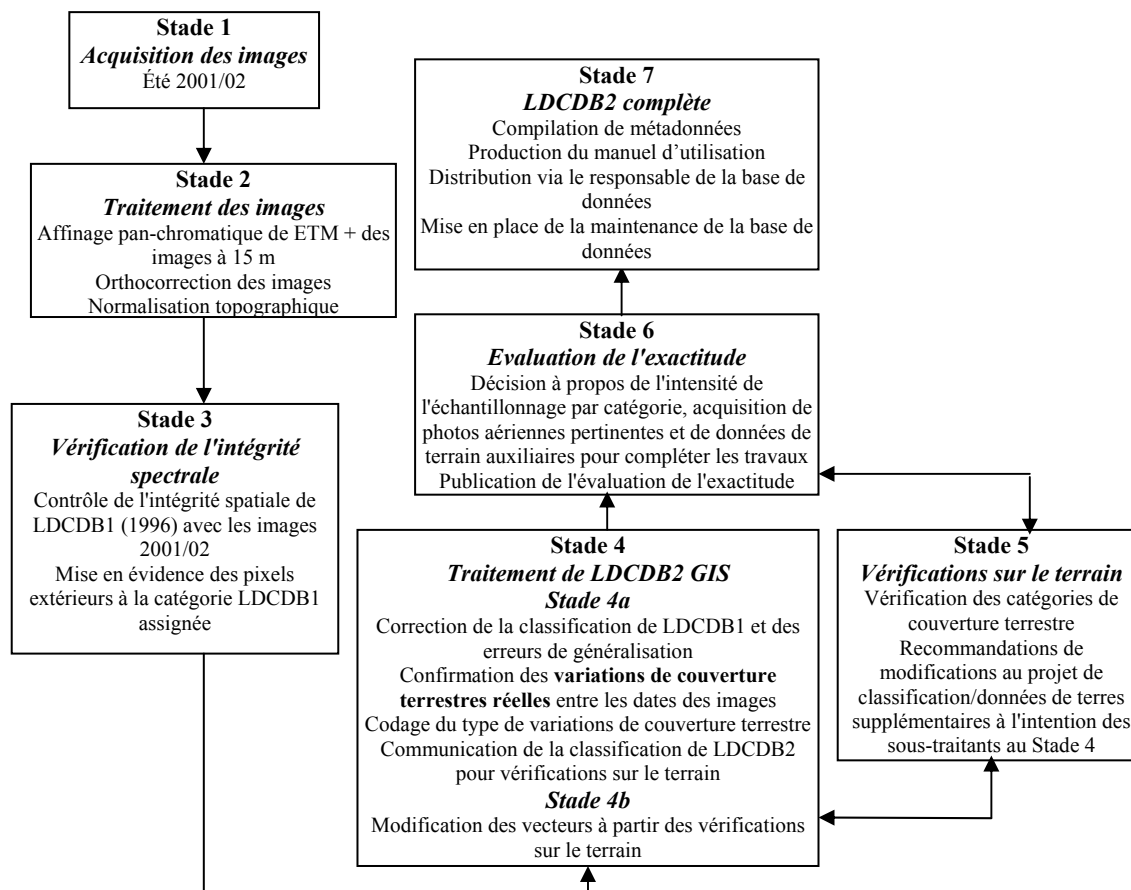 Stade 1
Acquisition des images
Été 2001/02
Stade 2
Traitement des images
Affinage pan-chromatique de ETM + des
images à 15 m
Orthocorrection des images
Normalisation topographique
Stade 3
Vérification de l'intégrité
spectrale
Contrôle de l'intégrité spatiale de
LDCDB1 (1996) avec les images
2001/02
Mise en évidence des pixels
extérieurs à la catégorie LDCDB1
assignée
Stade 4
Traitement de LDCDB2 GIS
Stade 4a
Correction de la classification de LDCDB1 et des
erreurs de généralisation
Confirmation des variations de couverture
terrestres réelles entre les dates des images
Codage du type de variations de couverture terrestre
Communication de la classification de LDCDB2
pour vérifications sur le terrain
Stade 4b
Modification des vecteurs à partir des vérifications
sur le terrain
Stade 5
Vérifications sur le terrain
Vérification des catégories de
couverture terrestre
Recommandations de
modifications au projet de
classification/données de terres
supplémentaires à l'intention des
sous-traitants au Stade 4
Stade 6
Evaluation de l'exactitude
Décision à propos de l'intensité de
l'échantillonnage par catégorie, acquisition de
photos aériennes pertinentes et de données de
terrain auxiliaires pour compléter les travaux
Publication de l'évaluation de l'exactitude
Stade 7
LDCDB2 complète
Compilation de métadonnées
Production du manuel d’utilisation
Distribution via le responsable de la base de
données
Mise en place de la maintenance de la base de
données